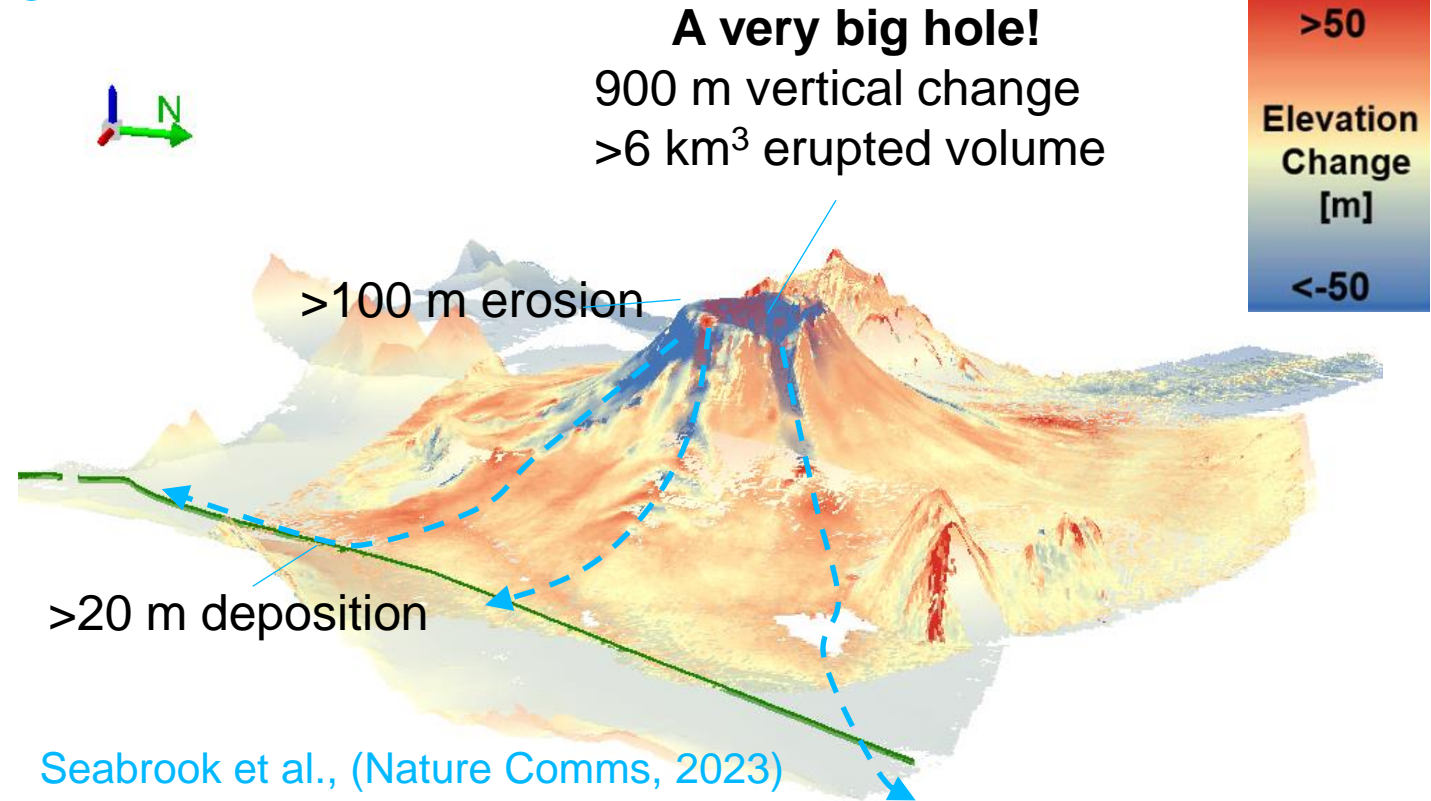 A very big hole!
900 m vertical change
>6 km³ erupted volume
>50
Elevation
Change
[m]
<-50
N
>100 m erosion
>20 m deposition
Seabrook et al., (Nature Comms, 2023)